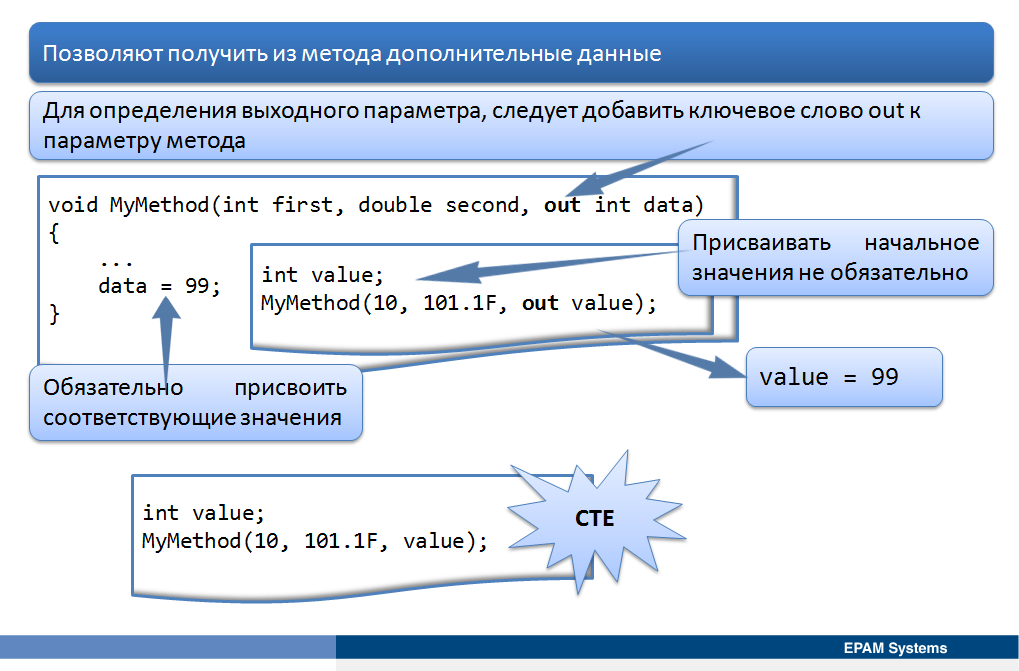 Позволяют получить из метода дополнительные данные
Для определения выходного параметра, следует добавить ключевое слово out к
параметру метода
void MyMethod(int first, double second, out int data)
{
...
data = 99;
}
int value;
MyMethod(10, 101.1F, out value);
Присваивать начальное
значения не обязательно
value = 99
Обязательно присвоить
соответствующие значения
int value;
MyMethod(10, 101.1F, value);
CTE
EPAM Systems